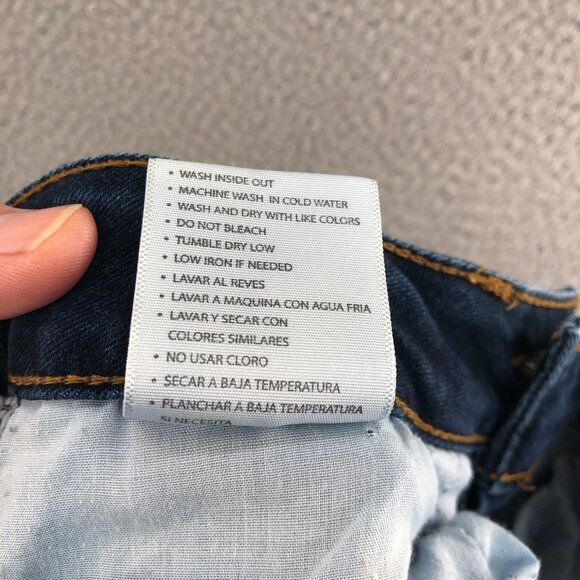 • WASH INSIDE OUT
• MACHINE WASH IN COLD WATER
• WASH AND DRY WITH LIKE COLORS
• DO NOT BLEACH
• TUMBLE DRY LOW
• LOW IRON IF NEEDED
• LAVAR AL REVES
• LAVAR A MAQUINA CON AGUA FRIA
• LAVAR Y SECAR CON
COLORES SIMILARES
• NO USAR CLORO
• SECAR A BAJA TEMPERATURA
• PLANCHAR A BAJA TEMPERATURA
SI NECESITA